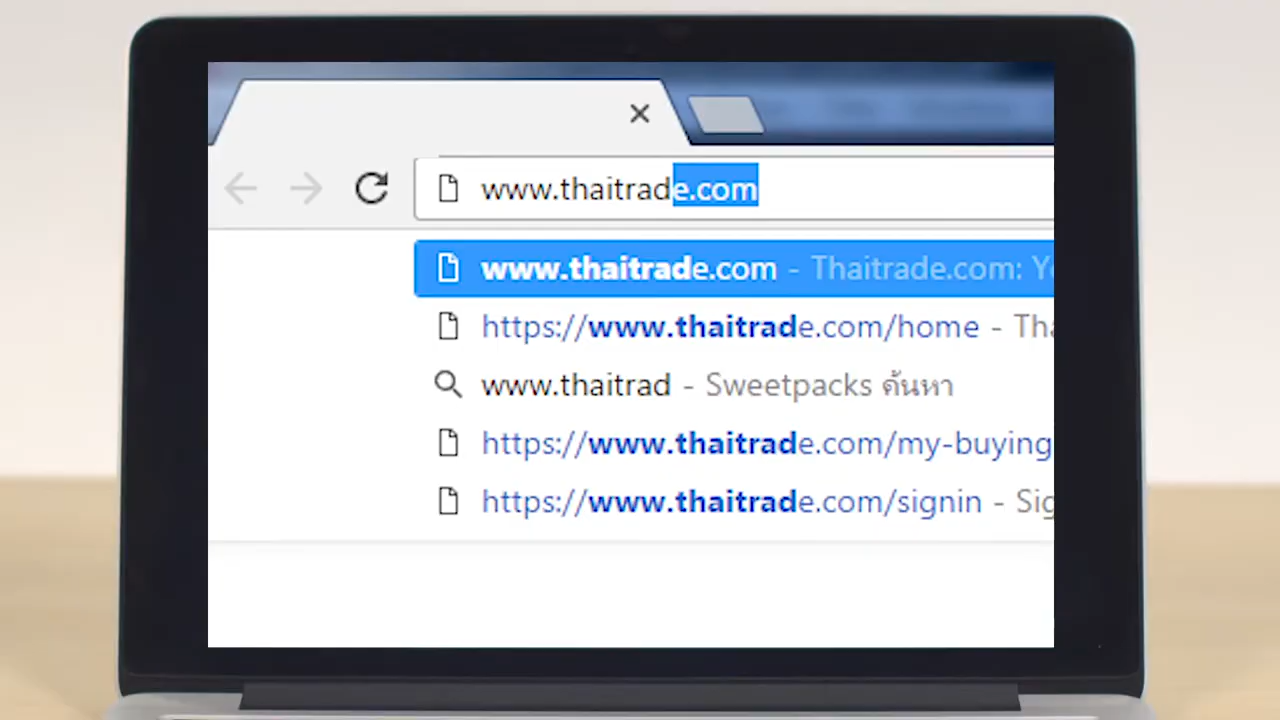 www.thaitrade.com
www.thaitrade.com - Thaitrade.com: Yo
https://www.thaitrade.com/home - Tha
www.thaitrad - Sweetpacks ค้นหา
https://www.thaitrade.com/my-buying
https://www.thaitrade.com/signin - Sig